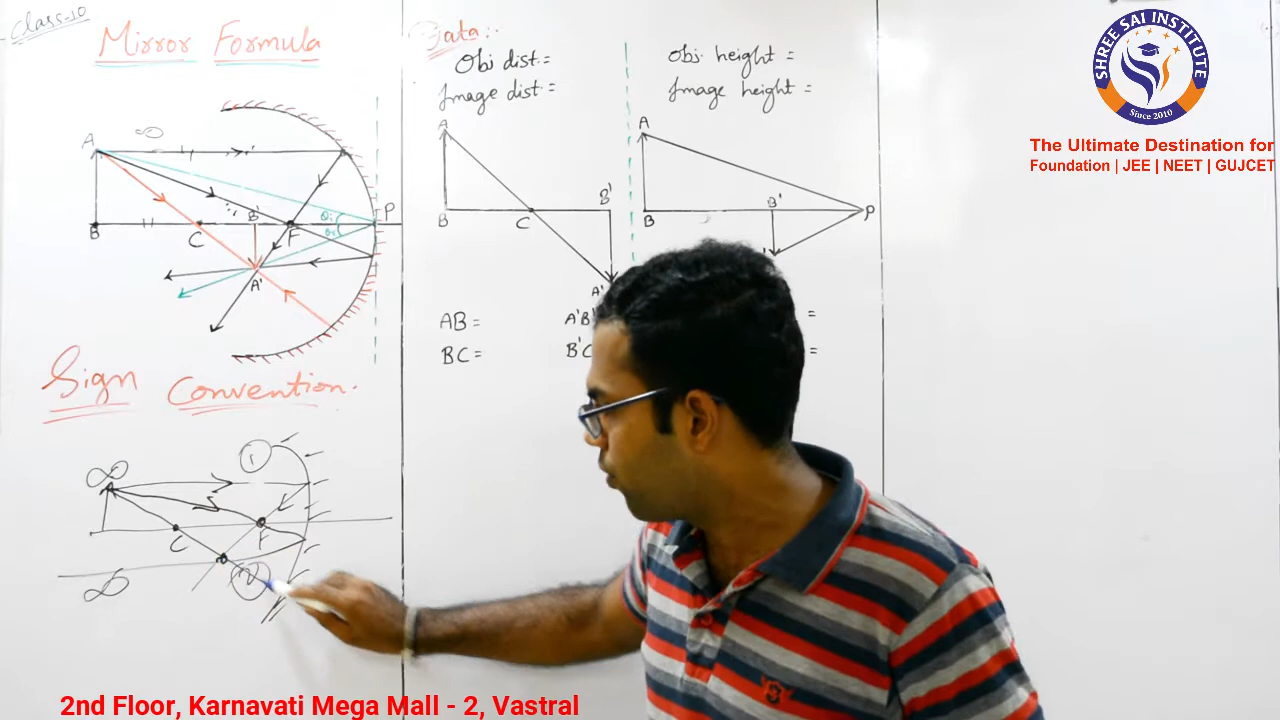 Class-10
Mirror Formula
A
∞
B
C
B'
F
P
θi
θr
A'
Sign Convention.
∞
1
C
F
2
∞
Data:-
Obj dist =
Image dist =
Obj. height =
Image height =
A
B
C
B'
A'
AB =
BC =
A'B'
B'C
A
B
B'
P
=
=
SHREE SAI INSTITUTE
Since 2010
The Ultimate Destination for
Foundation | JEE | NEET | GUJCET
2nd Floor, Karnavati Mega Mall - 2, Vastral